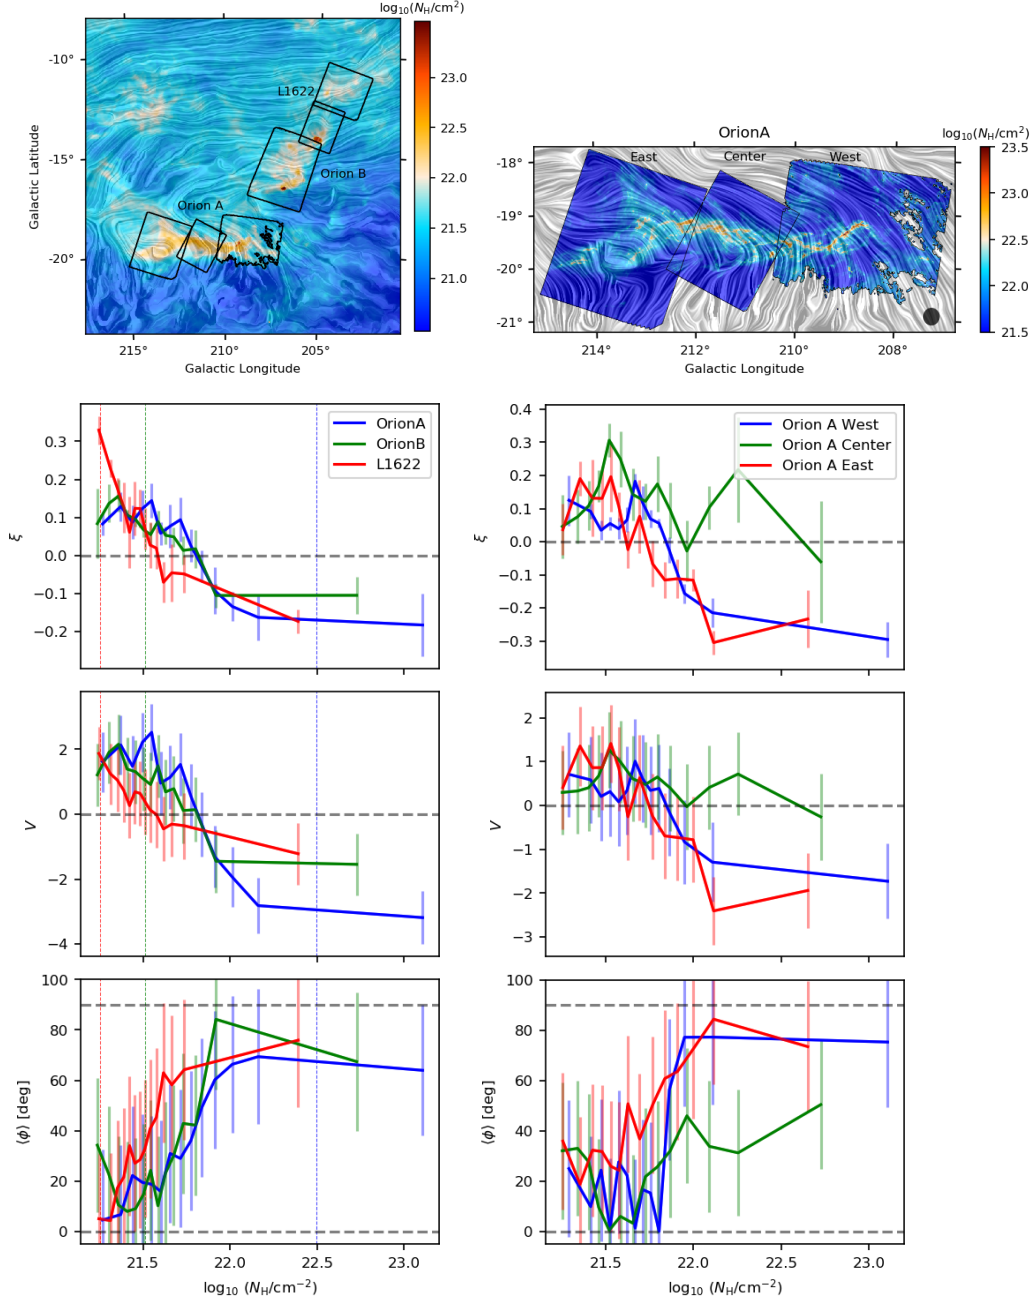 log10(NH/cm²)
-10°
-15°
-20°
Galactic Latitude
L1622
Orion B
Orion A
215°
210°
205°
Galactic Longitude
23.0
22.5
22.0
21.5
21.0
OrionA
log10(NH/cm²)
East
Center
West
-18°
-19°
-20°
-21°
214°
212°
210°
208°
Galactic Longitude
23.5
23.0
22.5
22.0
21.5
OrionA
OrionB
L1622
0.3
0.2
0.1
0.0
−0.1
−0.2
ξ
Orion A West
Orion A Center
Orion A East
0.4
0.3
0.2
0.1
0.0
−0.1
−0.2
−0.3
ξ
2
0
−2
−4
V
2
1
0
−1
−2
−3
V
100
80
60
40
20
0
⟨ϕ⟩ [deg]
21.5
22.0
22.5
23.0
log10 (NH/cm−2)
100
80
60
40
20
0
⟨ϕ⟩ [deg]
21.5
22.0
22.5
23.0
log10 (NH/cm−2)